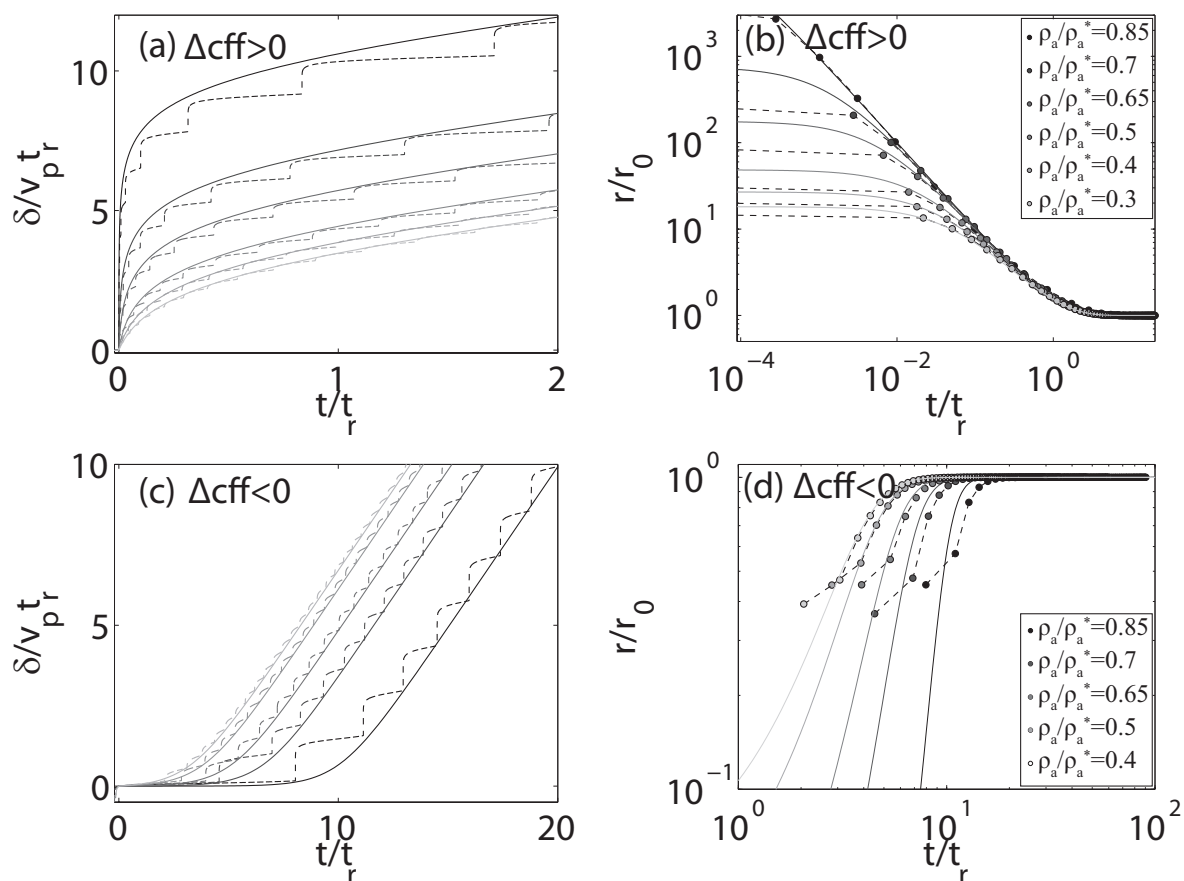 (a) Δcff>0
10
5
0
δ/v_p t_r
0
1
2
t/t_r
(b) Δcff>0
10^3
10^2
10^1
10^0
r/r_0
10^-4
10^-2
10^0
t/t_r
ρ_a/ρ_a^*=0.85
ρ_a/ρ_a^*=0.7
ρ_a/ρ_a^*=0.65
ρ_a/ρ_a^*=0.5
ρ_a/ρ_a^*=0.4
ρ_a/ρ_a^*=0.3
(c) Δcff<0
10
5
0
δ/v_p t_r
0
10
20
t/t_r
(d) Δcff<0
10^0
10^-1
r/r_0
10^0
10^1
10^2
t/t_r
ρ_a/ρ_a^*=0.85
ρ_a/ρ_a^*=0.7
ρ_a/ρ_a^*=0.65
ρ_a/ρ_a^*=0.5
ρ_a/ρ_a^*=0.4